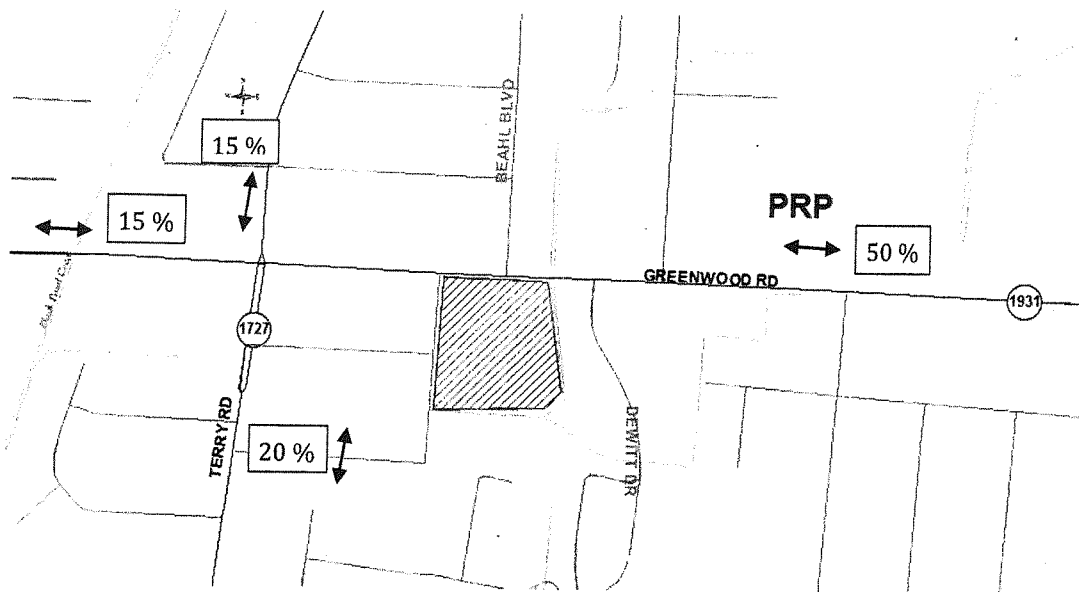 BEAHL BLVD
15 %
15 %
PRP
50 %
GREENWOOD RD
1931
1727
TERRY RD
20 %
DEWITT DR